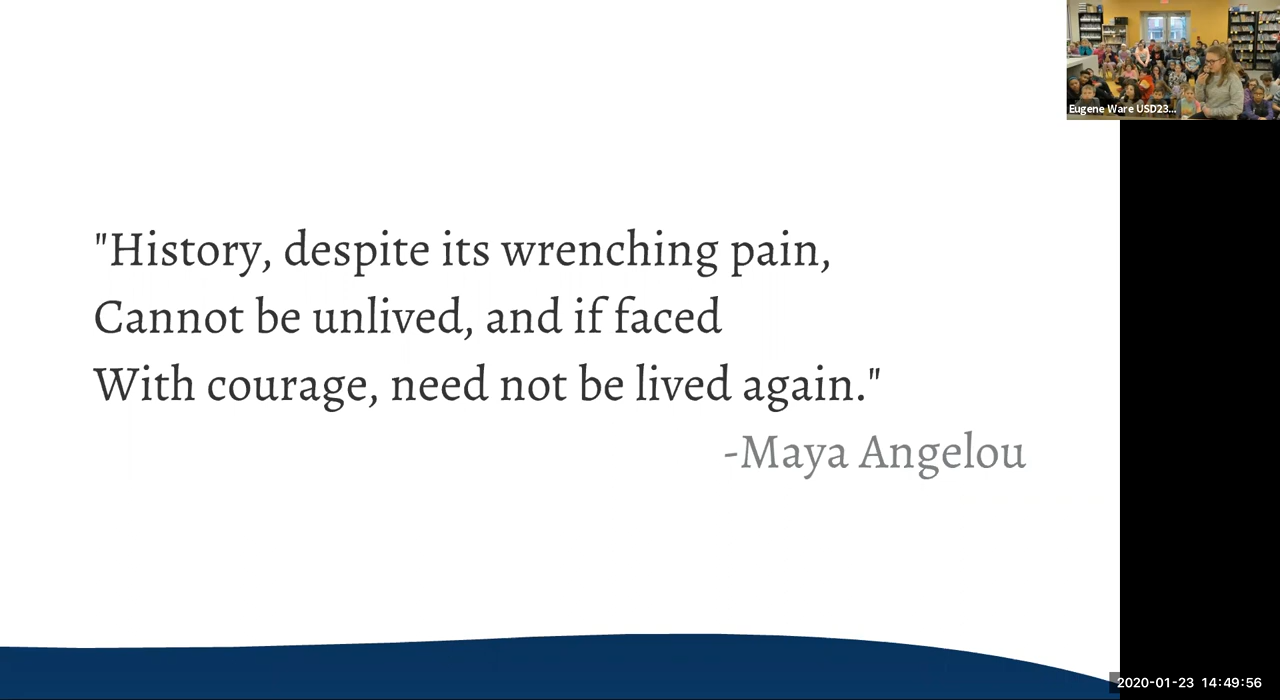 "History, despite its wrenching pain,
Cannot be unlived, and if faced
With courage, need not be lived again."
-Maya Angelou
Eugene Ware USD23...
2020-01-23 14:49:56